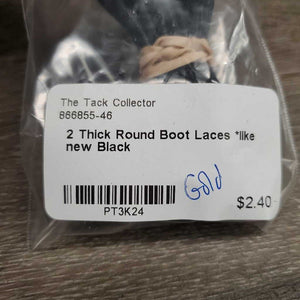 The Tack Collector
866855-46
2 Thick Round Boot Laces *like
new Black
Gold
PT3K24
$2.40